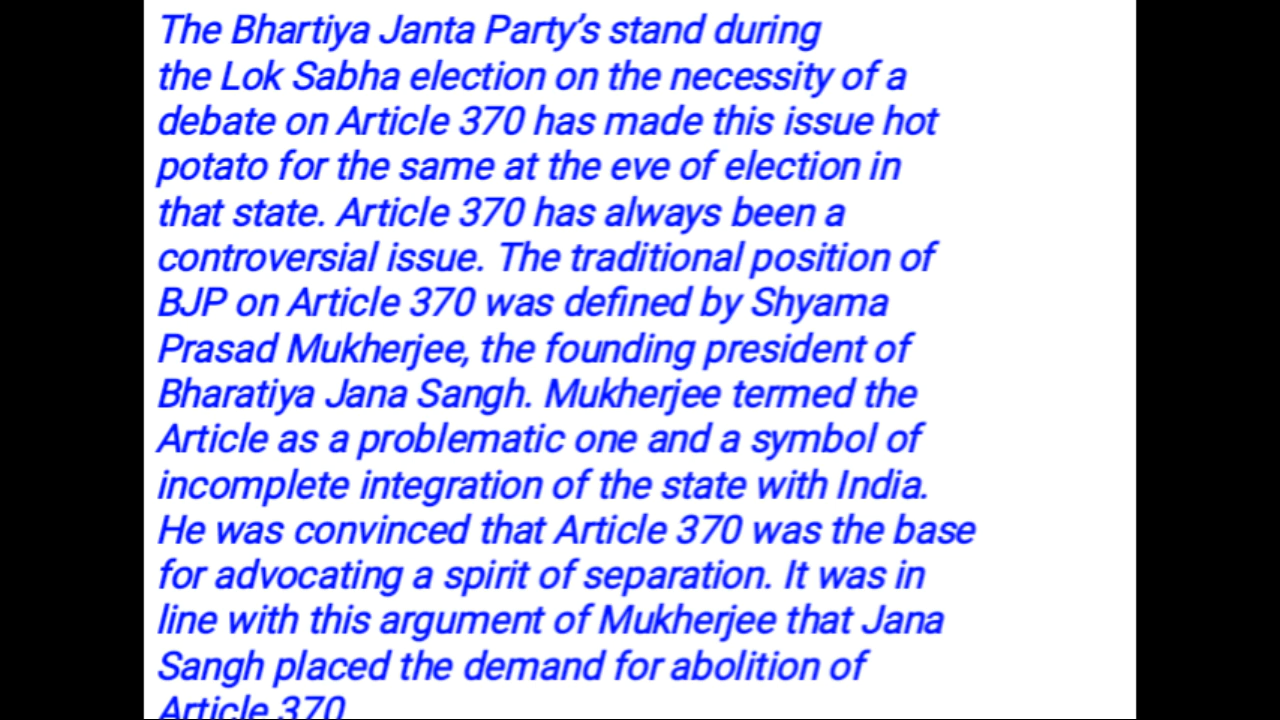 The Bhartiya Janta Party’s stand during
the Lok Sabha election on the necessity of a
debate on Article 370 has made this issue hot
potato for the same at the eve of election in
that state. Article 370 has always been a
controversial issue. The traditional position of
BJP on Article 370 was defined by Shyama
Prasad Mukherjee, the founding president of
Bharatiya Jana Sangh. Mukherjee termed the
Article as a problematic one and a symbol of
incomplete integration of the state with India.
He was convinced that Article 370 was the base
for advocating a spirit of separation. It was in
line with this argument of Mukherjee that Jana
Sangh placed the demand for abolition of
Article 370